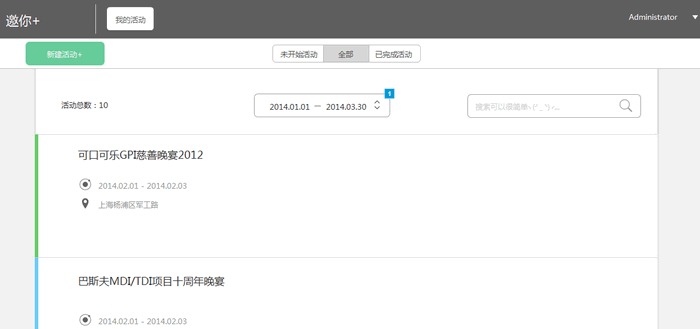 邀你+
我的活动
Administrator
新建活动+
未开始活动
全部
已完成活动
活动总数：10
2014.01.01 — 2014.03.30
1
搜索可以很简单
可口可乐GPI慈善晚宴2012
2014.02.01 - 2014.02.03
上海杨浦区军工路
巴斯夫MDI/TDI项目十周年晚宴
2014.02.01 - 2014.02.03